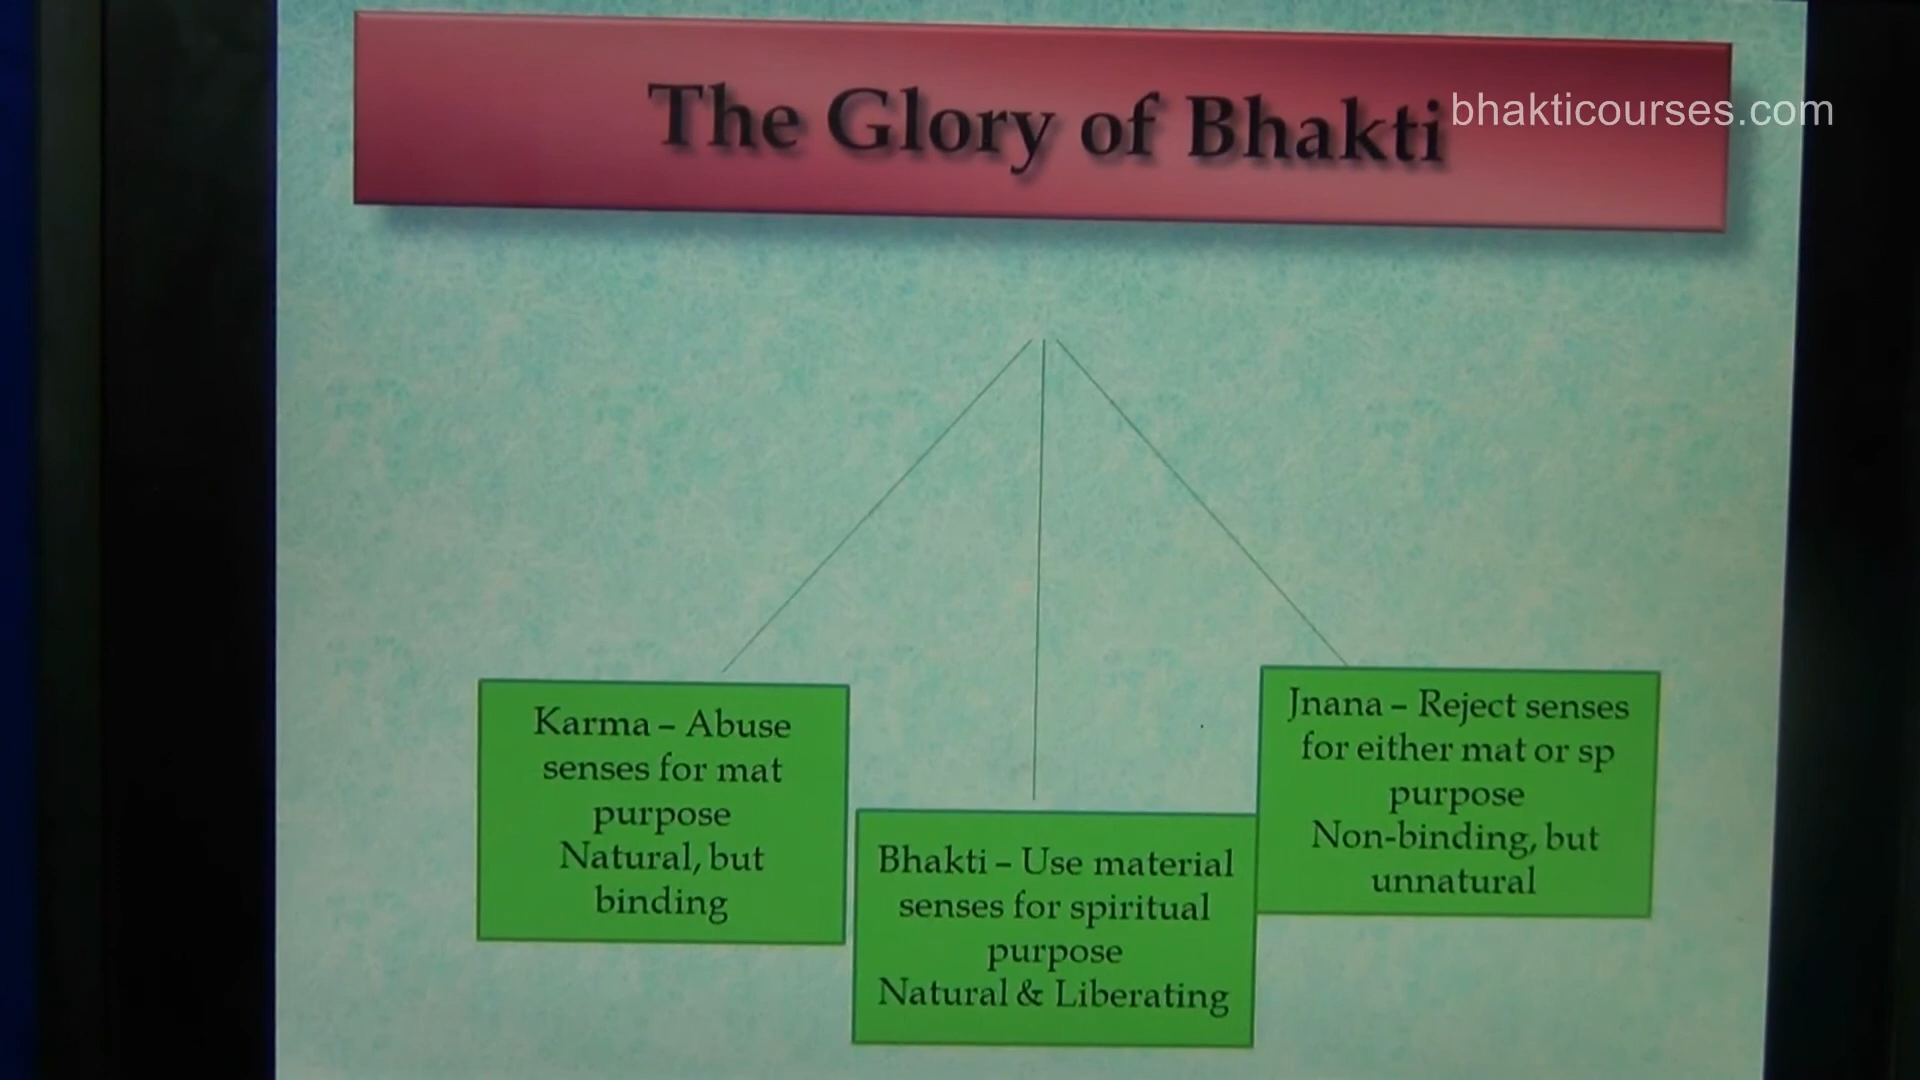 The Glory of Bhakti
bhakticourses.com
Karma – Abuse
senses for mat
purpose
Natural, but
binding
Bhakti – Use material
senses for spiritual
purpose
Natural & Liberating
Jnana – Reject senses
for either mat or sp
purpose
Non-binding, but
unnatural